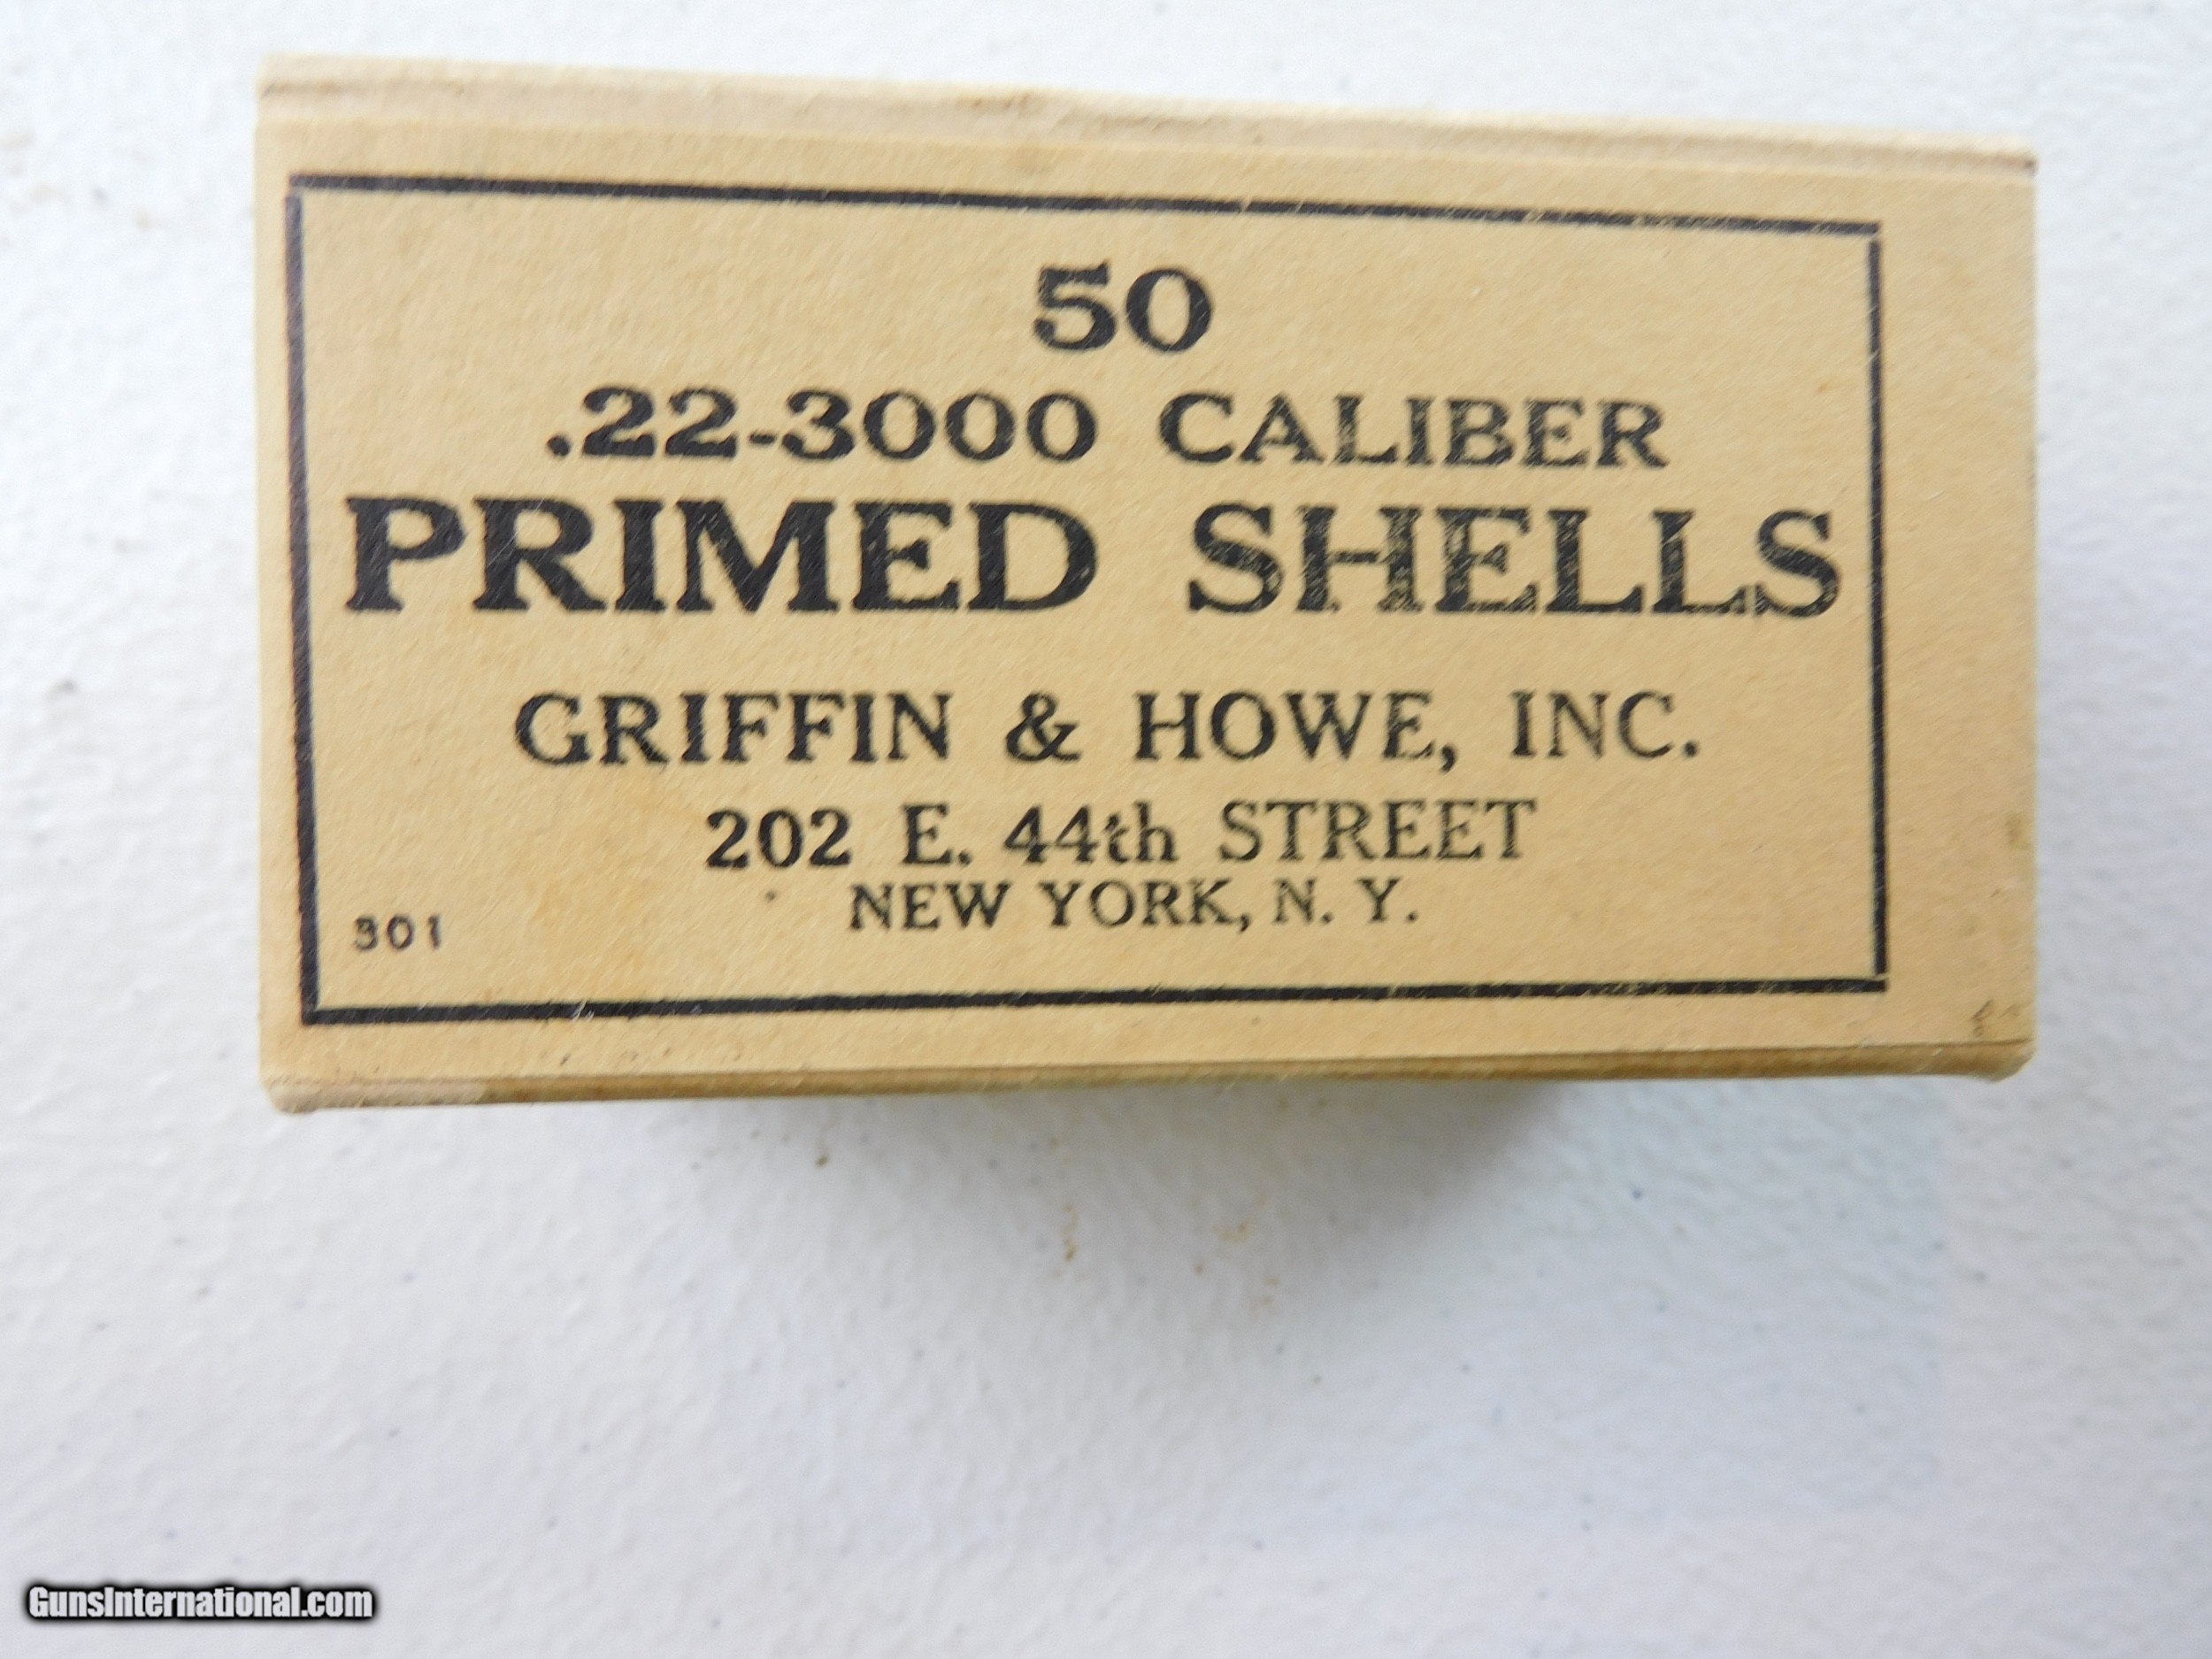 50
.22-3000 CALIBER
PRIMED SHELLS
GRIFFIN & HOWE, INC.
202 E. 44th STREET
NEW YORK, N. Y.
301
GunsInternational.com